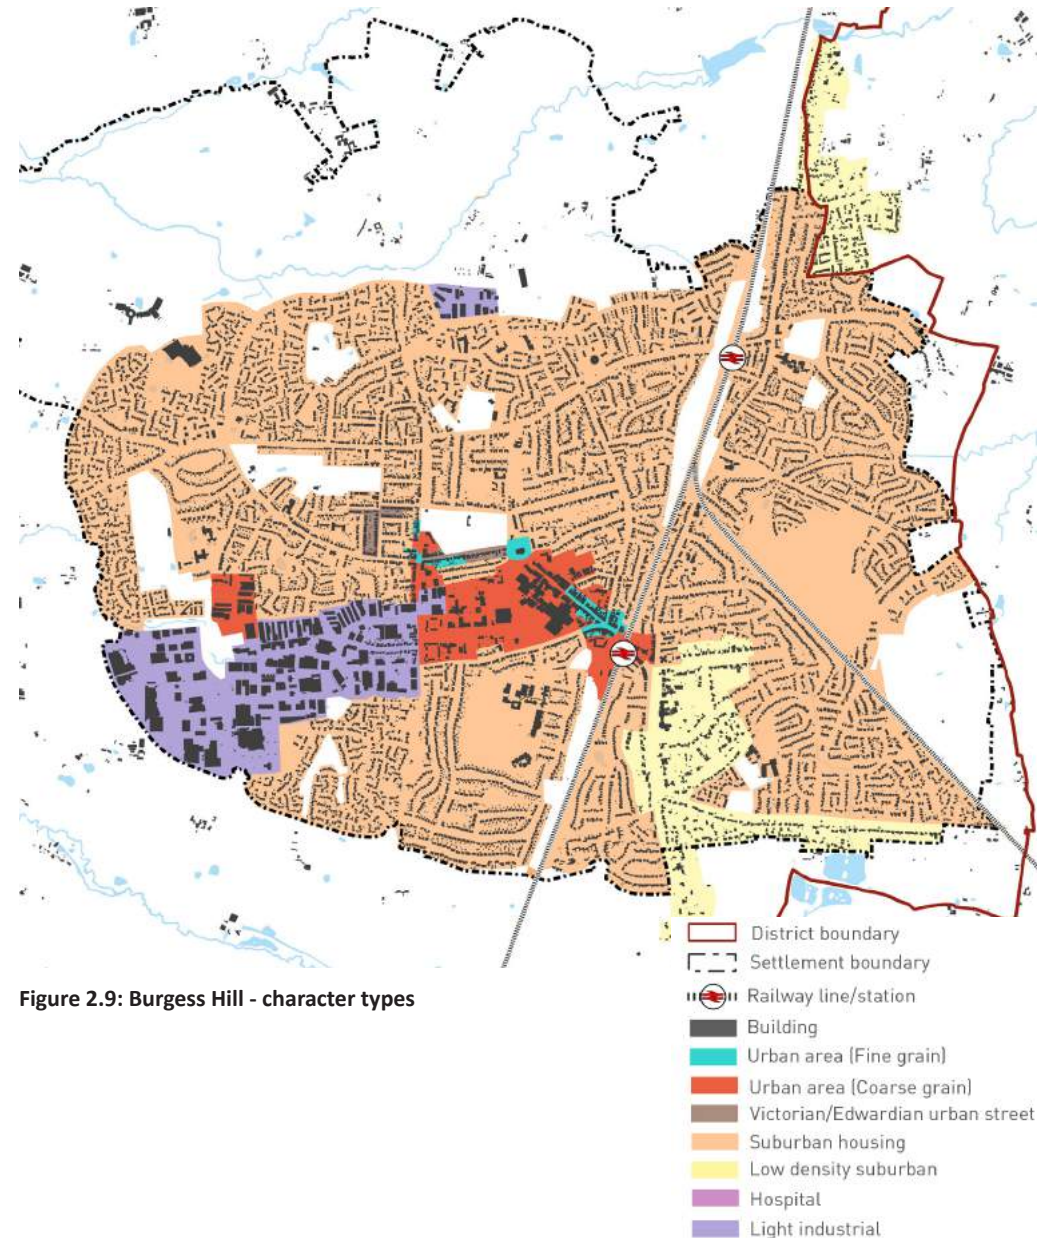 District boundary
Settlement boundary
Figure 2.9: Burgess Hill - character types
Railway line/station
Building
Urban area (Fine grain)
Urban area (Coarse grain)
Victorian/Edwardian urban street
Suburban housing
Low density suburban
Hospital
Light industrial